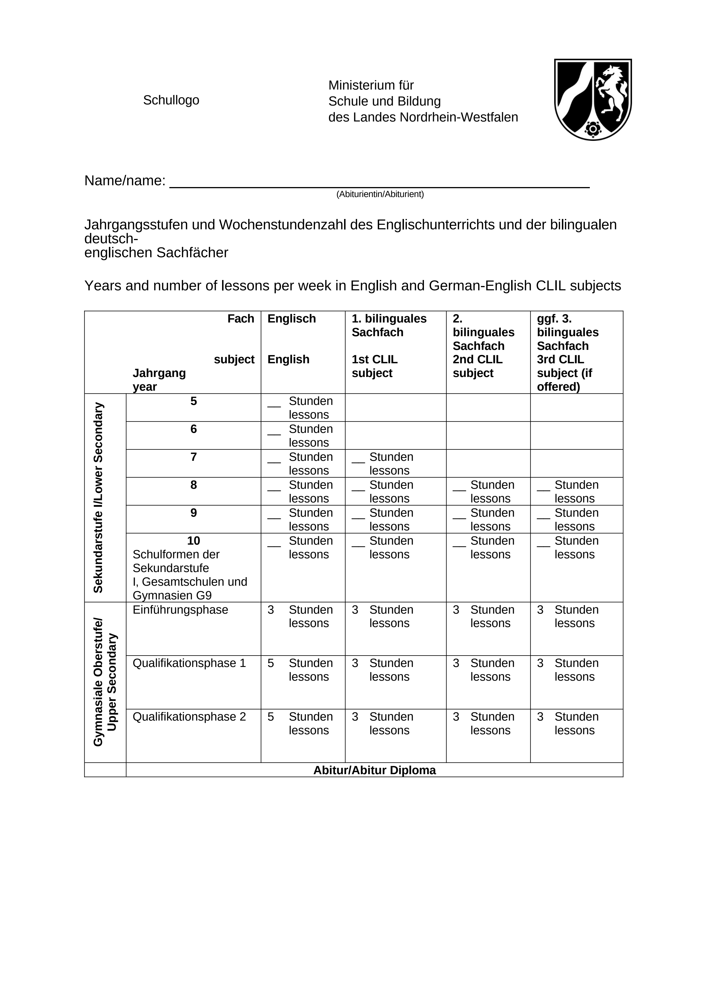 Schullogo
Ministerium für
Schule und Bildung
des Landes Nordrhein-Westfalen
Name/name: ___
(Abiturientin/Abiturient)
Jahrgangsstufen und Wochenstundenzahl des Englischunterrichts und der bilingualen
deutsch-
englischen Sachfächer
Years and number of lessons per week in English and German-English CLIL subjects
Fach
subject
Jahrgang
year
Englisch
English
1. bilinguales
Sachfach
1st CLIL
subject
2.
bilinguales
Sachfach
2nd CLIL
subject
ggf. 3.
bilinguales
Sachfach
3rd CLIL
subject (if
offered)
Sekundarstufe I/Lower Secondary
5
__ Stunden
lessons
6
__ Stunden
lessons
7
__ Stunden
lessons
__ Stunden
lessons
8
__ Stunden
lessons
__ Stunden
lessons
__ Stunden
lessons
__ Stunden
lessons
9
__ Stunden
lessons
__ Stunden
lessons
__ Stunden
lessons
__ Stunden
lessons
10
Schulformen der
Sekundarstufe
I, Gesamtschulen und
Gymnasien G9
__ Stunden
lessons
__ Stunden
lessons
__ Stunden
lessons
__ Stunden
lessons
Gymnasiale Oberstufe/
Upper Secondary
Einführungsphase
3 Stunden
lessons
3 Stunden
lessons
3 Stunden
lessons
3 Stunden
lessons
Qualifikationsphase 1
5 Stunden
lessons
3 Stunden
lessons
3 Stunden
lessons
3 Stunden
lessons
Qualifikationsphase 2
5 Stunden
lessons
3 Stunden
lessons
3 Stunden
lessons
3 Stunden
lessons
Abitur/Abitur Diploma